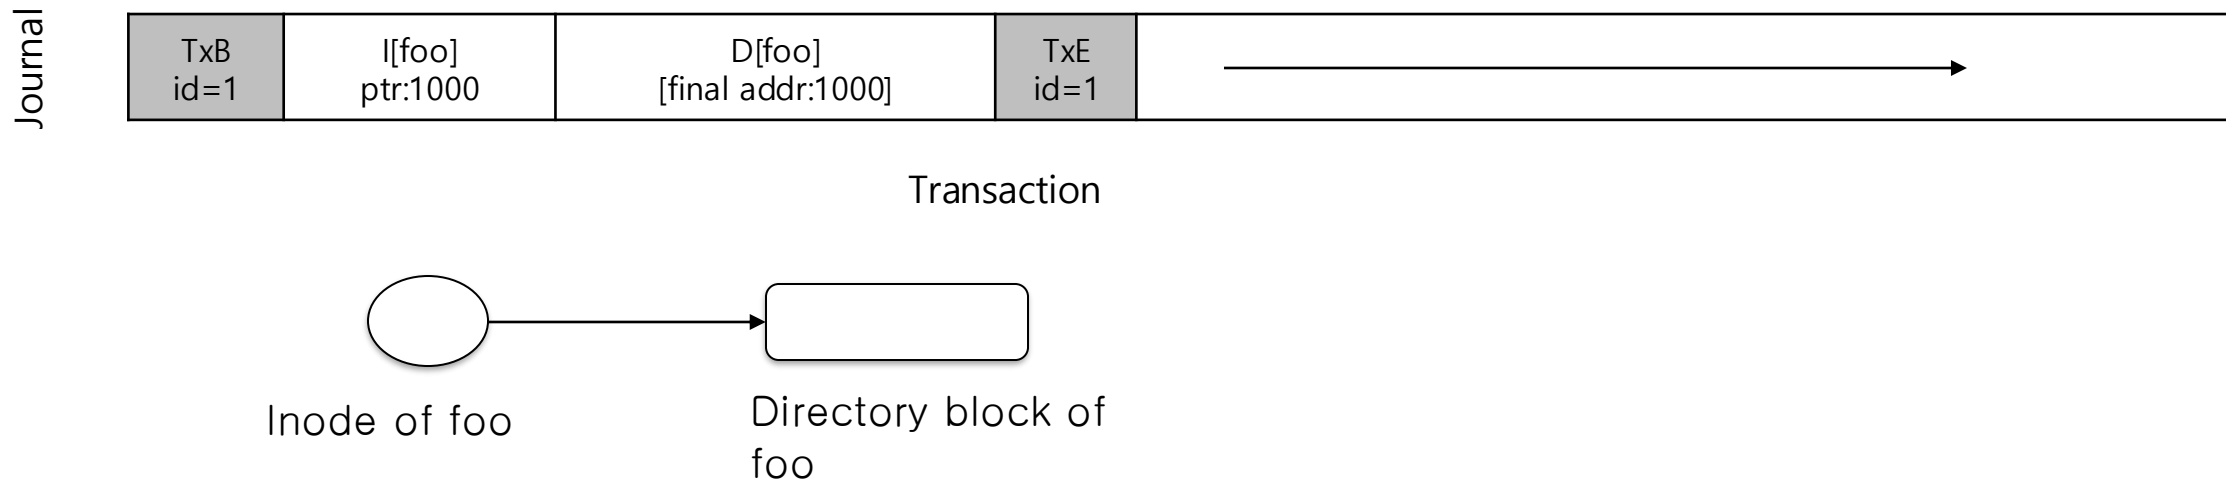 Journal
TxB
id=1
I[foo]
ptr:1000
D[foo]
[final addr:1000]
TxE
id=1
Transaction
Inode of foo
Directory block of
foo